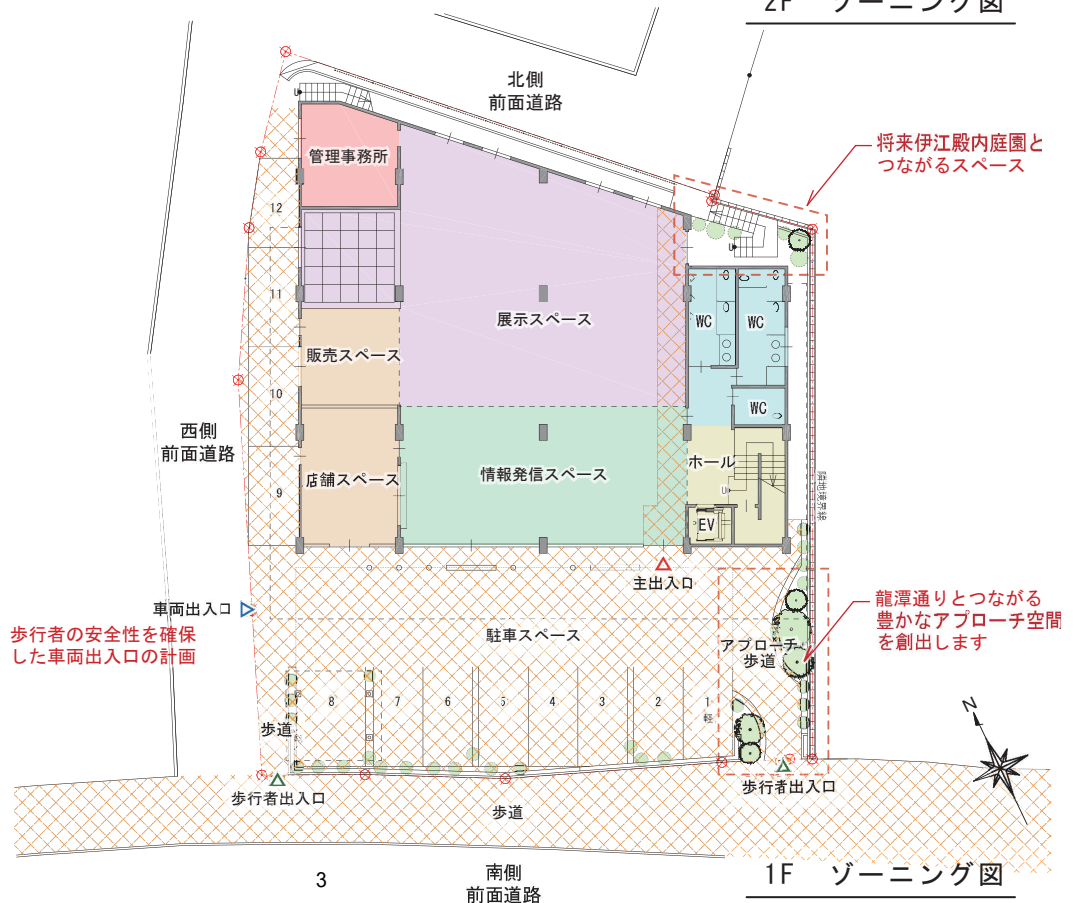 2F ゾーニング図
北側
前面道路
将来伊江殿内庭園と
つながるスペース
管理事務所
12
11
展示スペース
WC
WC
販売スペース
10
WC
西側
前面道路
ホール
店舗スペース
情報発信スペース
9
U
EV
隣地境界線
主出入口
車両出入口
歩行者の安全性を確保
した車両出入口の計画
駐車スペース
龍潭通りとつながる
豊かなアプローチ空間
を創出します
アプローチ
歩道
8
7
6
5
4
3
2
1
軽
歩道
N
歩行者出入口
歩行者出入口
歩道
3
南側
前面道路
1F ゾーニング図